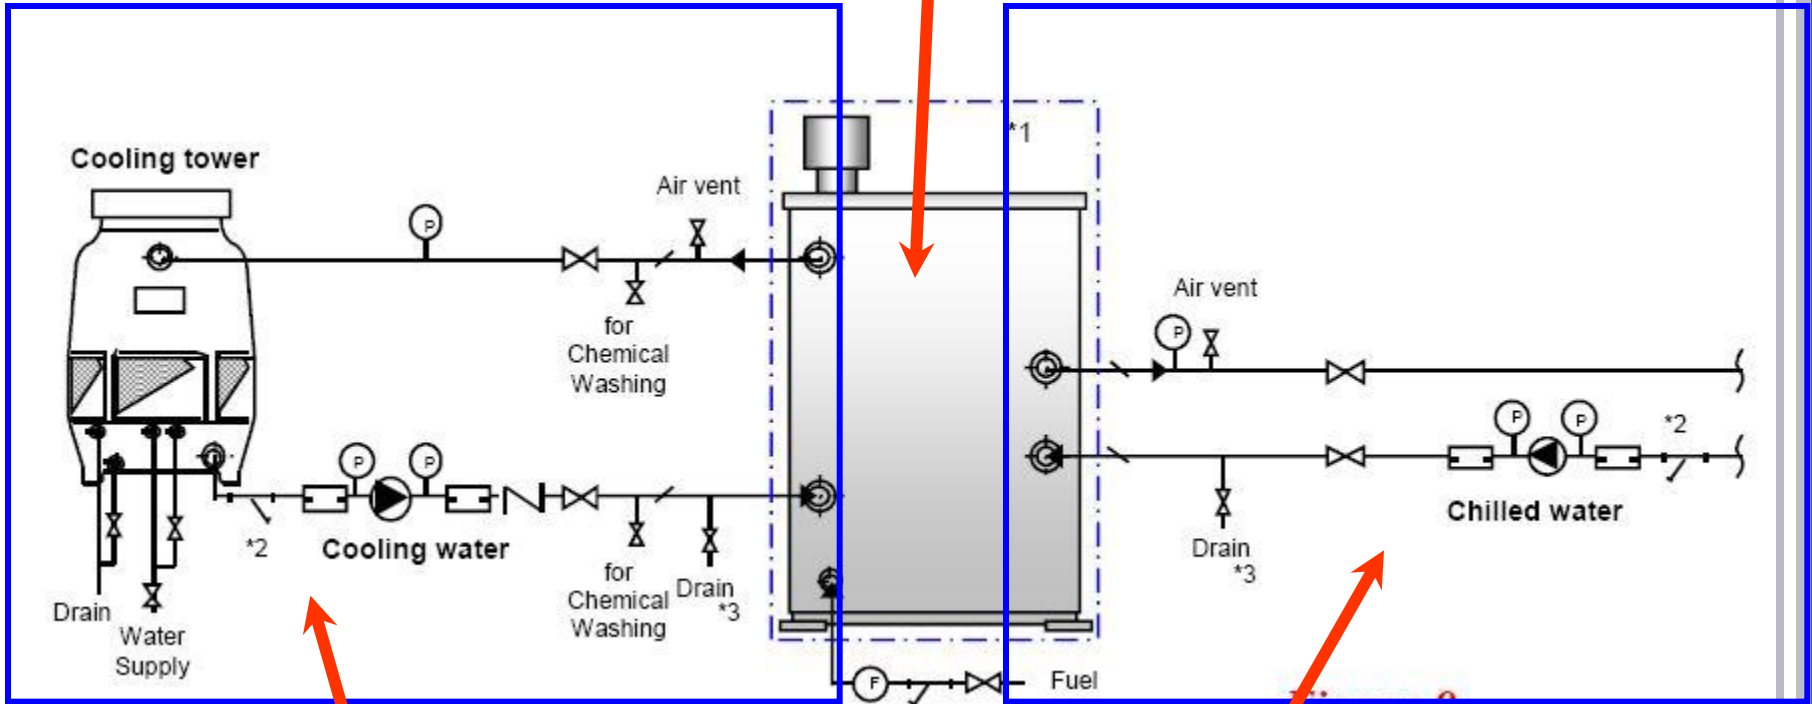 *1
Cooling tower
P
Air vent
for
Chemical
Washing
Air vent
P
P
P
*2
Chilled water
P
P
*2
Cooling water
for
Chemical
Washing
Drain
*3
Drain
*3
Drain
Water
Supply
F
Fuel